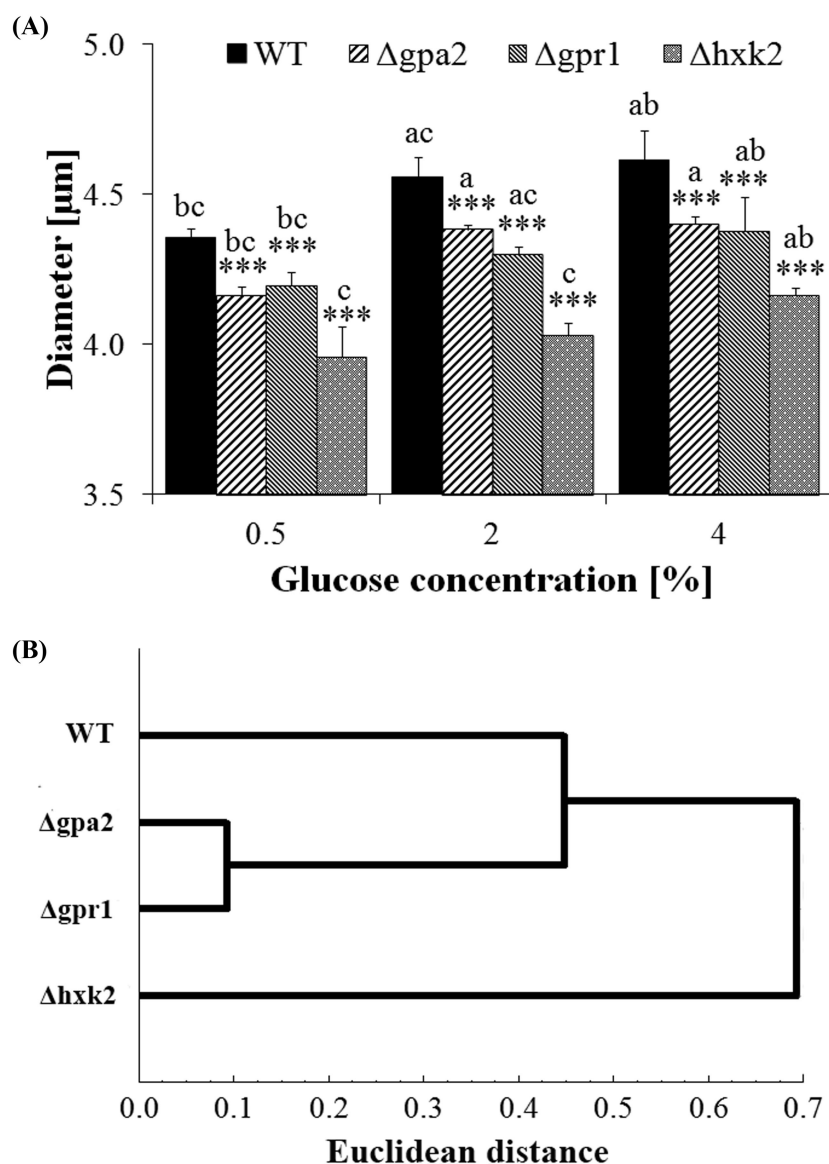 (A)
5.0
WT Δgpa2 Δgpr1 Δhxk2
ab
ac
ab
4.5
a
a
***
***
bc
ac
***
ab
bc
bc
***
***
***
c
c
***
***
4.0
3.5
Diameter [µm]
0.5 2 4
Glucose concentration [%]
(B)
WT
Δgpa2
Δgpr1
Δhxk2
0.0 0.1 0.2 0.3 0.4 0.5 0.6 0.7
Euclidean distance